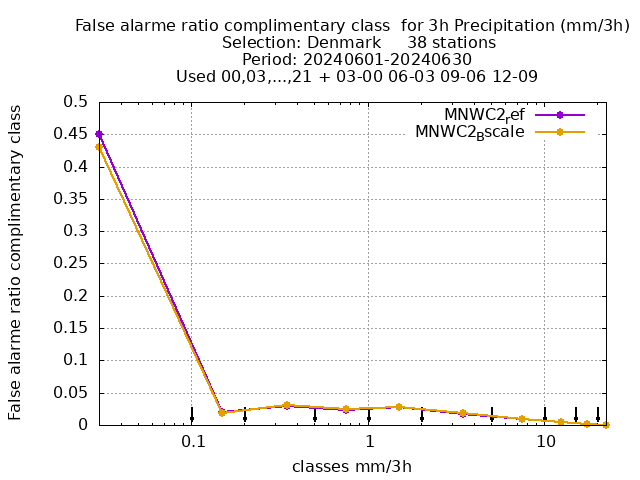 False alarme ratio complimentary class  for 3h Precipitation (mm/3h)
Selection: Denmark     38 stations
Period: 20240601-20240630
Used 00,03,...,21 + 03-00 06-03 09-06 12-09
MNWC2ref
MNWC2Bscale
0.5
0.45
0.4
0.35
0.3
0.25
0.2
0.15
0.1
0.05
0
False alarme ratio complimentary class
0.1
1
10
classes mm/3h